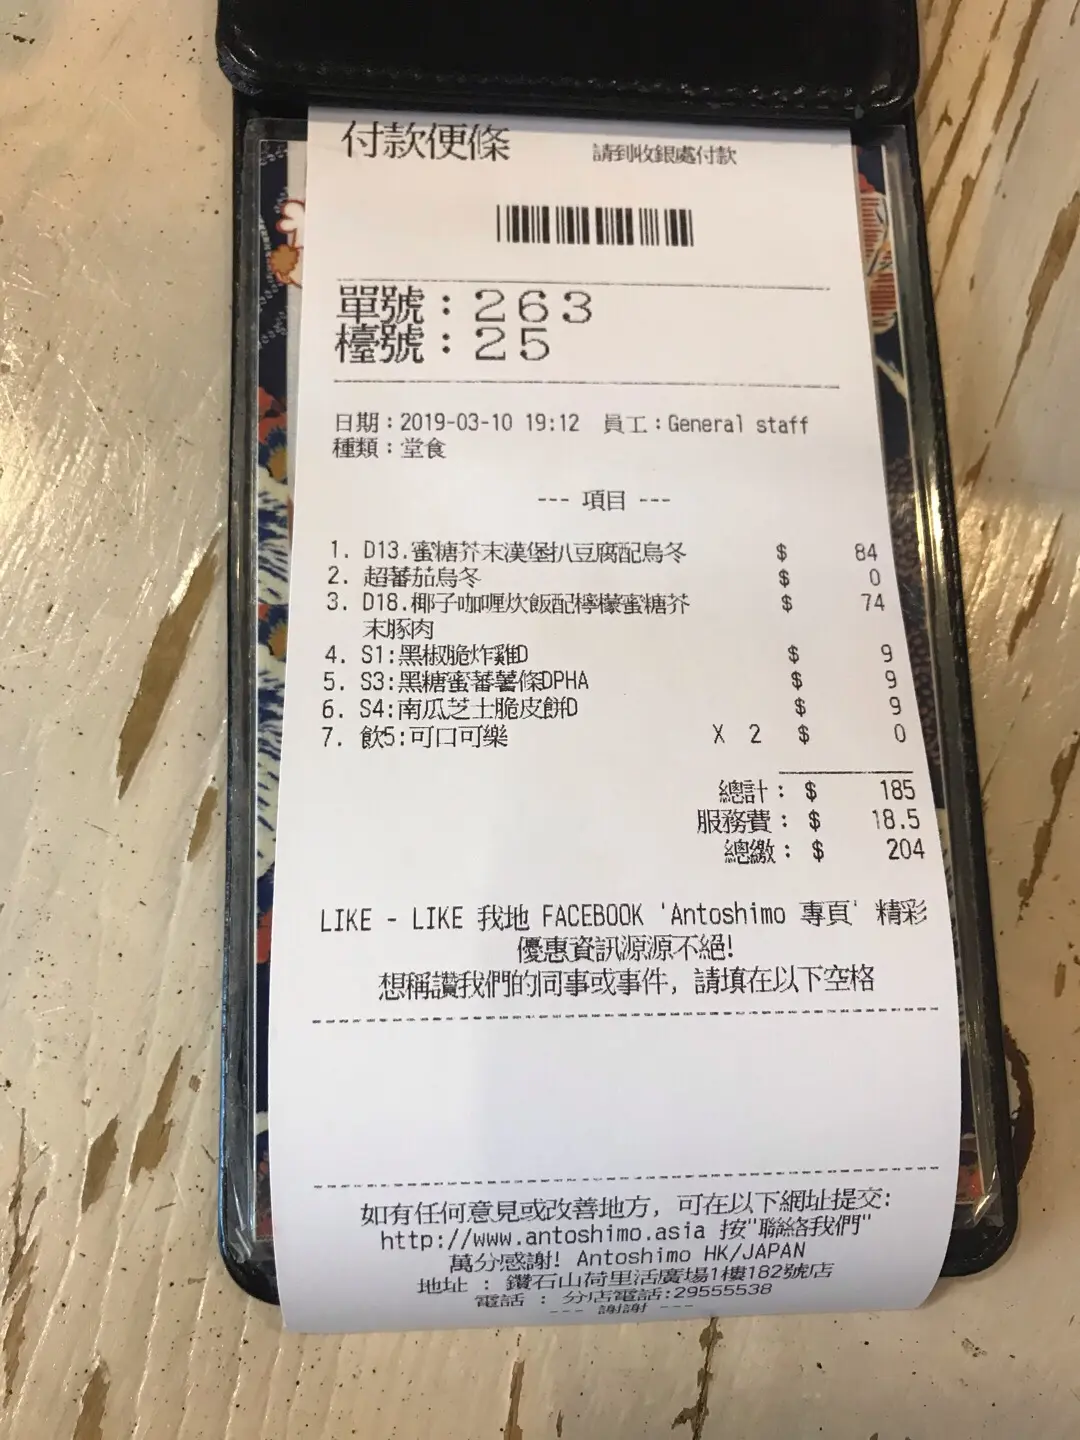 付款便條 請到收銀處付款
單號：263
檯號：25
日期：2019-03-10 19:12 員工：General staff
種類：堂食
--- 項目 ---
1. D13.蜜糖芥末漢堡扒豆腐配烏冬 $ 84
2. 超蕃茄烏冬 $ 0
3. D18.椰子咖喱炊飯配檸檬蜜糖芥 $ 74
末豚肉
4. S1:黑椒脆炸雞D $ 9
5. S3:黑糖蜜蕃薯條DPHA $ 9
6. S4:南瓜芝士脆皮餅D $ 9
7. 飲5:可口可樂 X 2 $ 0
總計：$ 185
服務費：$ 18.5
總繳：$ 204
LIKE - LIKE 我地 FACEBOOK 'Antoshimo 專頁' 精彩
優惠資訊源源不絕!
想稱讚我們的同事或事件，請填在以下空格
如有任何意見或改善地方，可在以下網址提交:
http://www.antoshimo.asia 按"聯絡我們"
萬分感謝! Antoshimo HK/JAPAN
地址 : 鑽石山荷里活廣場1樓182號店
電話 : 分店電話:29555538
--- 謝謝 ---